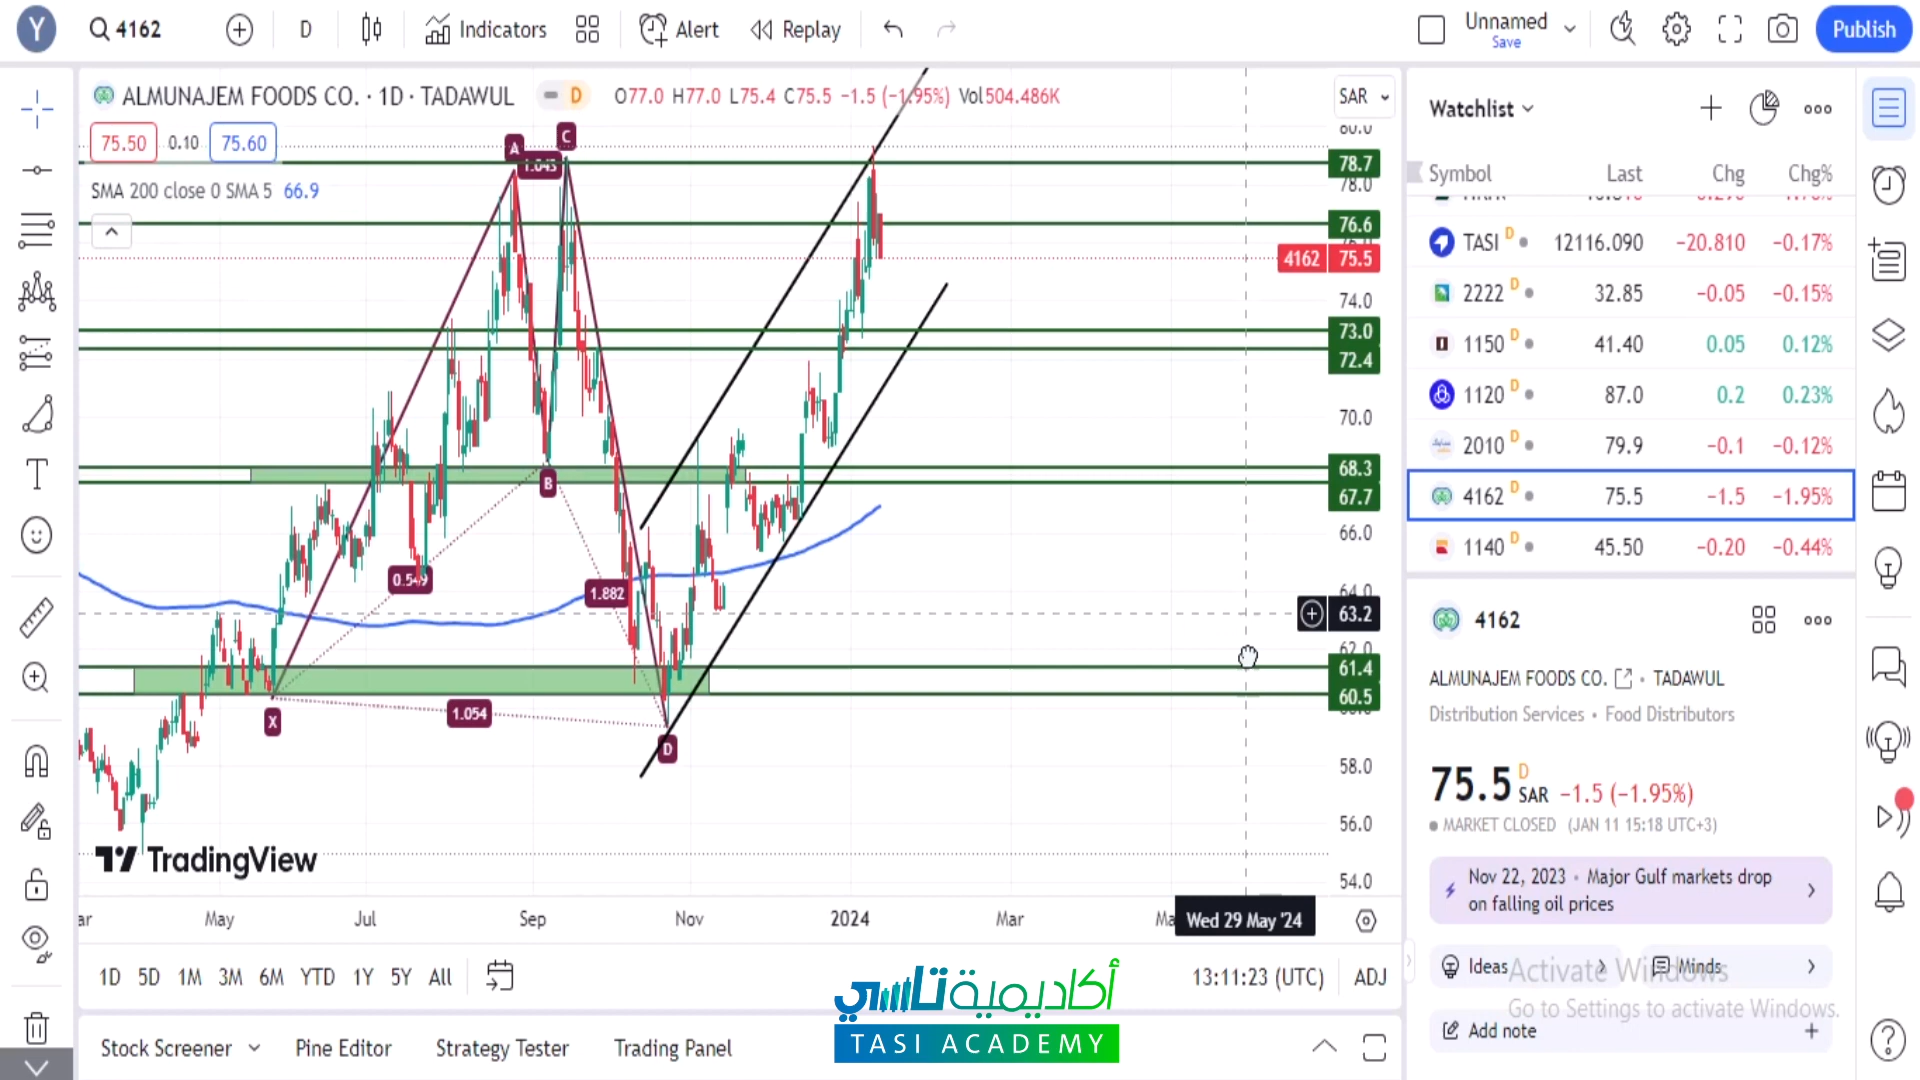 Y
4162
D
Indicators
Alert
Replay
Unnamed
Save
Publish
ALMUNAJEM FOODS CO. · 1D · TADAWUL
D
O77.0 H77.0 L75.4 C75.5 −1.5 (−1.95%) Vol504.486K
75.50
0.10
75.60
SMA 200 close 0 SMA 5 66.9
SAR
80.0
78.7
78.0
76.6
4162 75.5
74.0
73.0
72.4
70.0
68.3
67.7
66.0
64.0
63.2
62.0
61.4
60.5
58.0
56.0
54.0
A
C
1.043
B
0.549
1.882
X
1.054
D
TradingView
May
Jul
Sep
Nov
2024
Mar
Wed 29 May '24
1D 5D 1M 3M 6M YTD 1Y 5Y All
13:11:23 (UTC)
ADJ
Stock Screener
Pine Editor
Strategy Tester
Trading Panel
أكاديمية تاسي
TASI ACADEMY
Watchlist
Symbol Last Chg Chg%
TASI D 12116.090 −20.810 −0.17%
2222 D 32.85 −0.05 −0.15%
1150 D 41.40 0.05 0.12%
1120 D 87.0 0.2 0.23%
2010 D 79.9 −0.1 −0.12%
4162 D 75.5 −1.5 −1.95%
1140 D 45.50 −0.20 −0.44%
4162
ALMUNAJEM FOODS CO. · TADAWUL
Distribution Services • Food Distributors
75.5 D SAR −1.5 (−1.95%)
MARKET CLOSED (JAN 11 15:18 UTC+3)
Nov 22, 2023 • Major Gulf markets drop
on falling oil prices
Ideas
Minds
Activate Windows
Go to Settings to activate Windows.
Add note